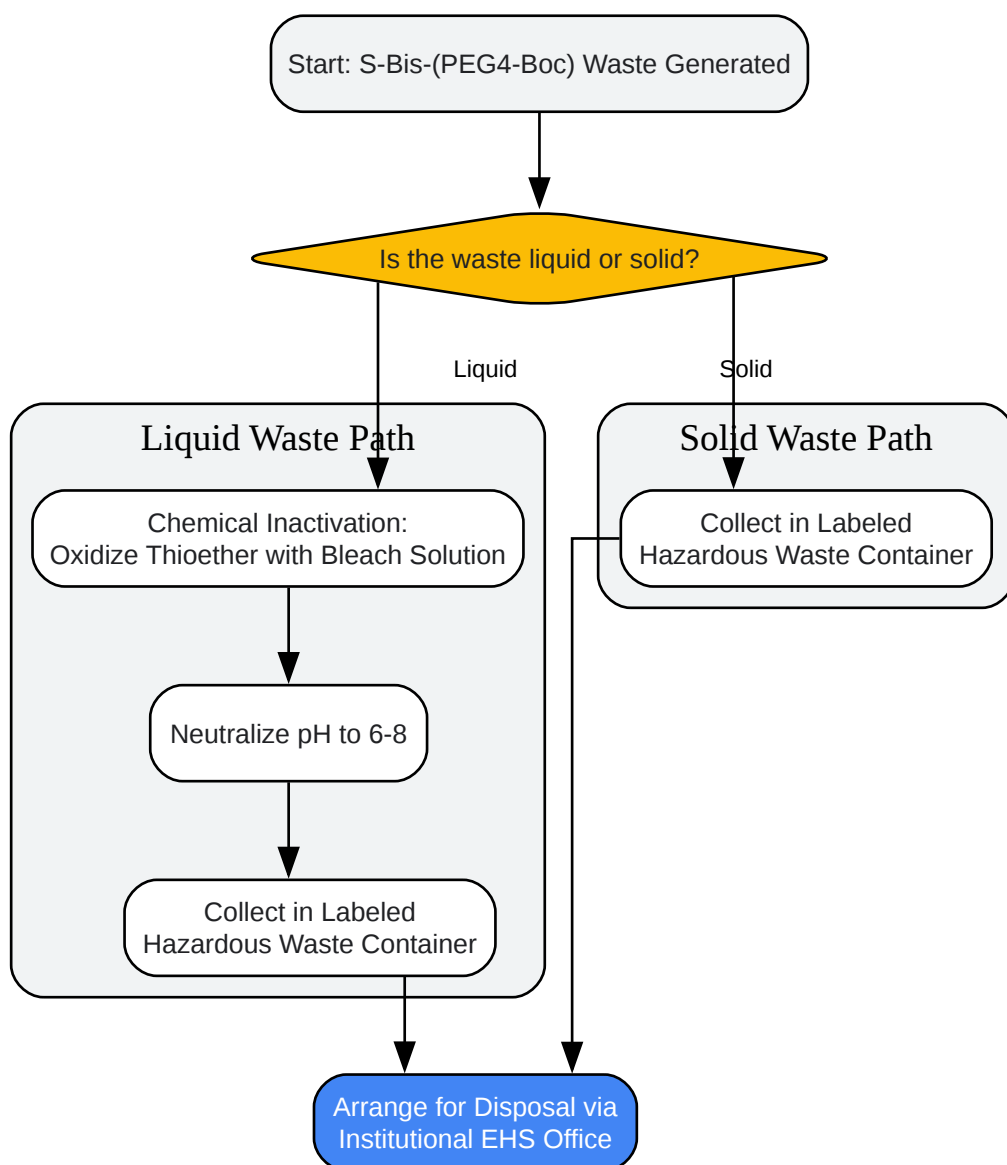 Start: S-Bis-(PEG4-Boc) Waste Generated
Is the waste liquid or solid?
Liquid
Solid
Liquid Waste Path
Chemical Inactivation:
Oxidize Thioether with Bleach Solution
Neutralize pH to 6-8
Collect in Labeled
Hazardous Waste Container
Solid Waste Path
Collect in Labeled
Hazardous Waste Container
Arrange for Disposal via
Institutional EHS Office